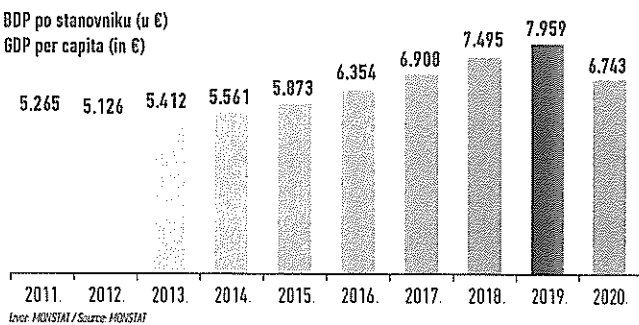 BDP po stanovniku (u €)
GDP per capita (in €)
5.265 5.126 5.412 5.561 5.873 6.354 6.900 7.495 7.959 6.743
2011. 2012. 2013. 2014. 2015. 2016. 2017. 2018. 2019. 2020.
Izvor: MONSTAT / Source: MONSTAT